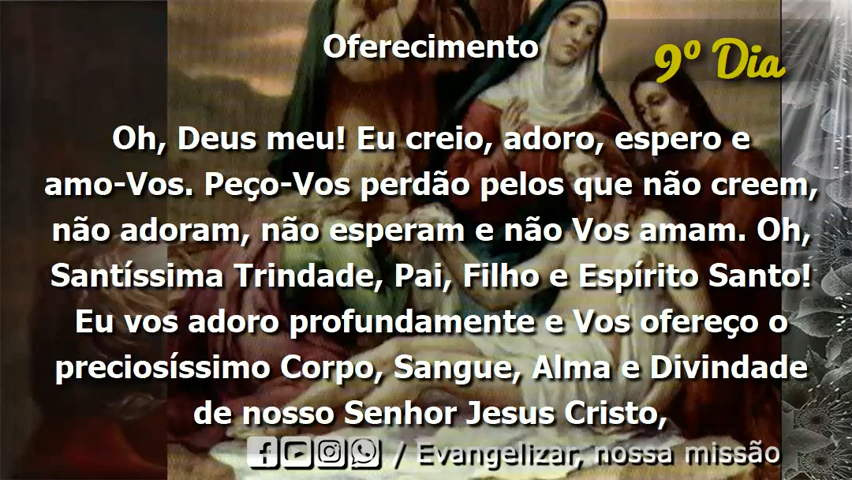 Oferecimento
9º Dia
Oh, Deus meu! Eu creio, adoro, espero e
amo-Vos. Peço-Vos perdão pelos que não creem,
não adoram, não esperam e não Vos amam. Oh,
Santíssima Trindade, Pai, Filho e Espírito Santo!
Eu vos adoro profundamente e Vos ofereço o
preciosíssimo Corpo, Sangue, Alma e Divindade
de nosso Senhor Jesus Cristo,
/ Evangelizar, nossa missão